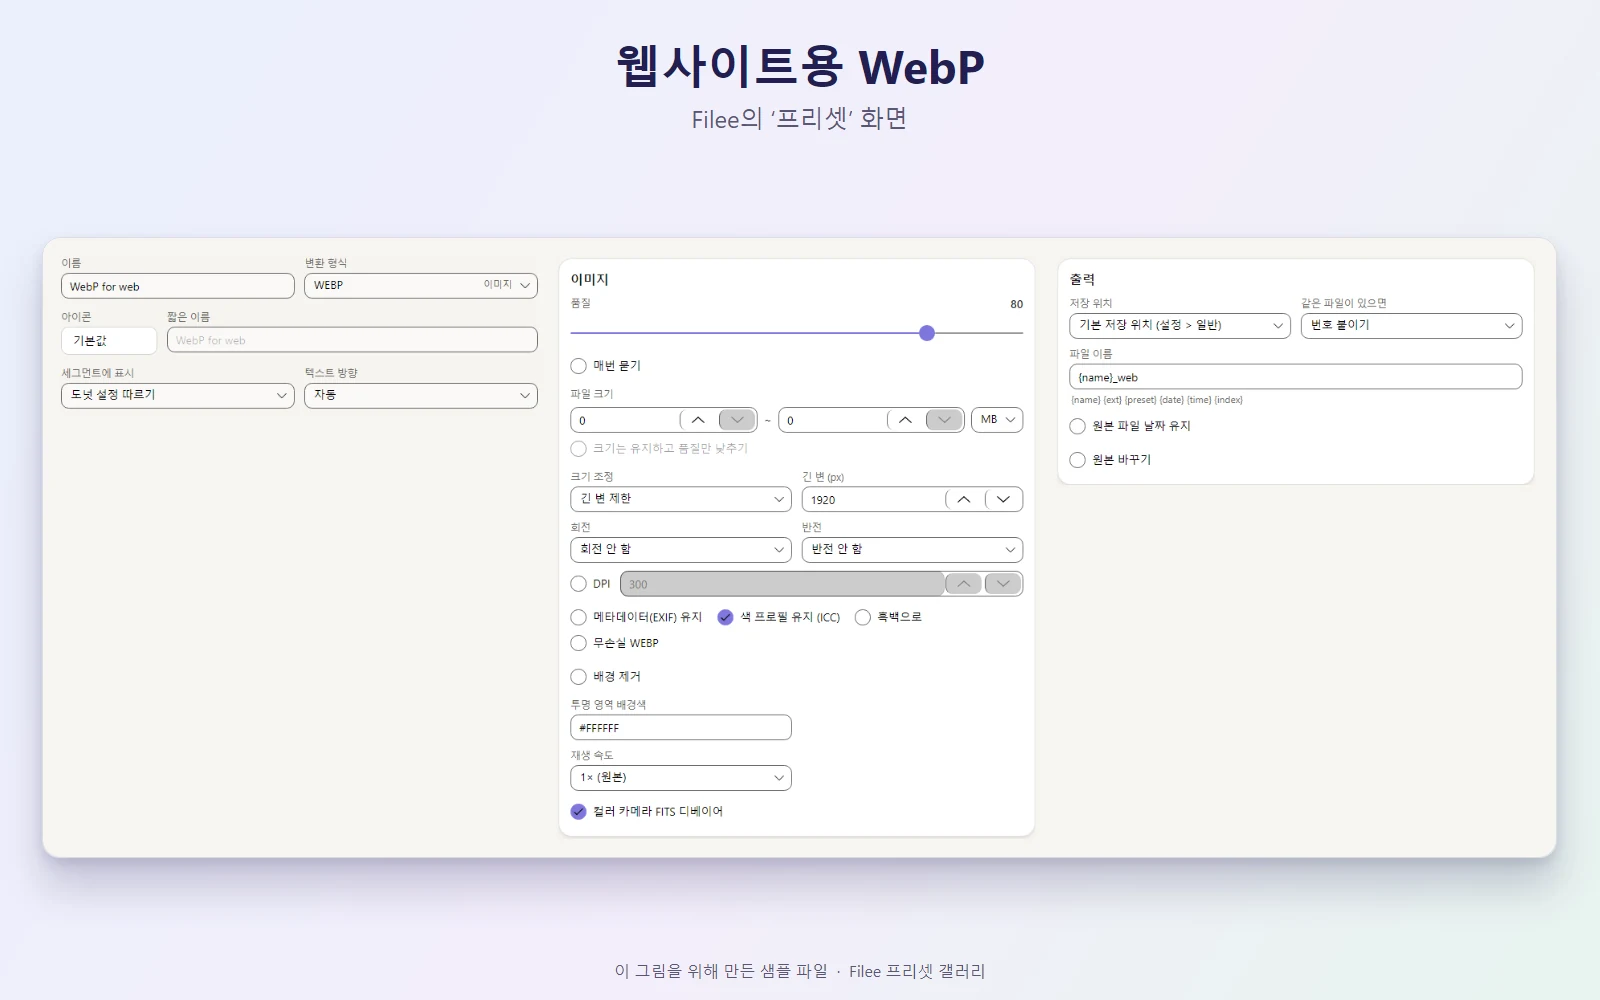 웹사이트용 WebP
Filee의 ‘프리셋’ 화면
이름
변환 형식
WebP for web
WEBP 이미지
아이콘
짧은 이름
기본값
WebP for web
세그먼트에 표시
텍스트 방향
도넛 설정 따르기
자동
이미지
품질 80
매번 묻기
파일 크기
0 ~ 0 MB
크기는 유지하고 품질만 낮추기
크기 조정
긴 변 (px)
긴 변 제한
1920
회전
반전
회전 안 함
반전 안 함
DPI 300
메타데이터(EXIF) 유지 색 프로필 유지 (ICC) 흑백으로
무손실 WEBP
배경 제거
투명 영역 배경색
#FFFFFF
재생 속도
1× (원본)
컬러 카메라 FITS 디베이어
출력
저장 위치
같은 파일이 있으면
기본 저장 위치 (설정 > 일반)
번호 붙이기
파일 이름
{name}_web
{name} {ext} {preset} {date} {time} {index}
원본 파일 날짜 유지
원본 바꾸기
이 그림을 위해 만든 샘플 파일 · Filee 프리셋 갤러리